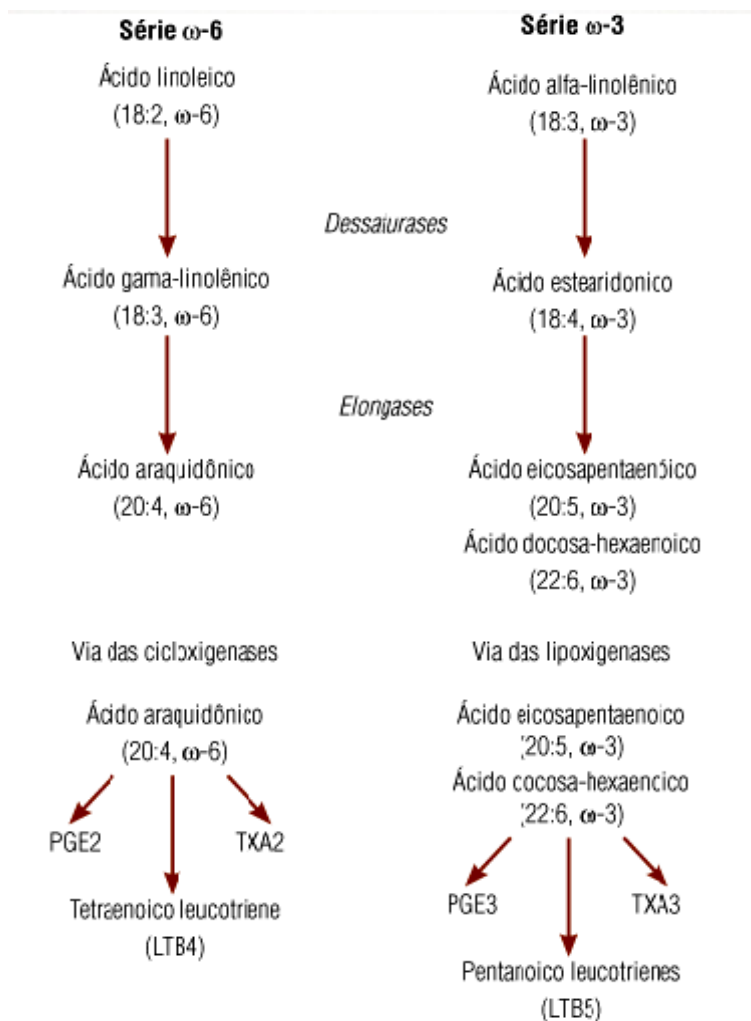 Série ω-6
Ácido linoleico
(18:2, ω-6)
Ácido gama-linolênico
(18:3, ω-6)
Ácido araquidônico
(20:4, ω-6)
Dessaturases
Elongases
Série ω-3
Ácido alfa-linolênico
(18:3, ω-3)
Ácido estearidonico
(18:4, ω-3)
Ácido eicosapentaenóico
(20:5, ω-3)
Ácido docosa-hexaenoico
(22:6, ω-3)
Via das cicloxigenases
Ácido araquidônico
(20:4, ω-6)
PGE2
TXA2
Tetraenoico leucotriene
(LTB4)
Via das lipoxigenases
Ácido eicosapentaenoico
(20:5, ω-3)
Ácido cocosa-hexaencico
(22:6, ω-3)
PGE3
TXA3
Pentanoico leucotrienes
(LTB5)